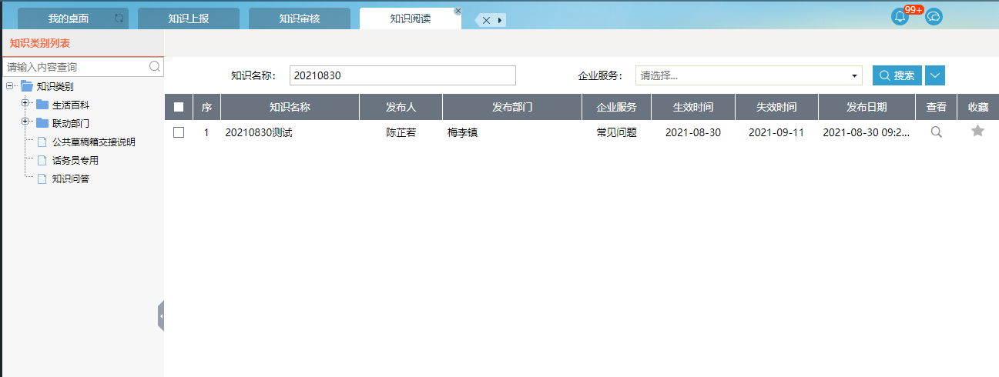 我的桌面 知识上报 知识审核 知识阅读 99+
知识类别列表
请输入内容查询
知识类别
生活百科
联动部门
公共草稿箱交接说明
话务员专用
知识问答
知识名称： 20210830 企业服务： 请选择... 搜索
序 知识名称 发布人 发布部门 企业服务 生效时间 失效时间 发布日期 查看 收藏
1 20210830测试 陈芷若 梅李镇 常见问题 2021-08-30 2021-09-11 2021-08-30 09:2...